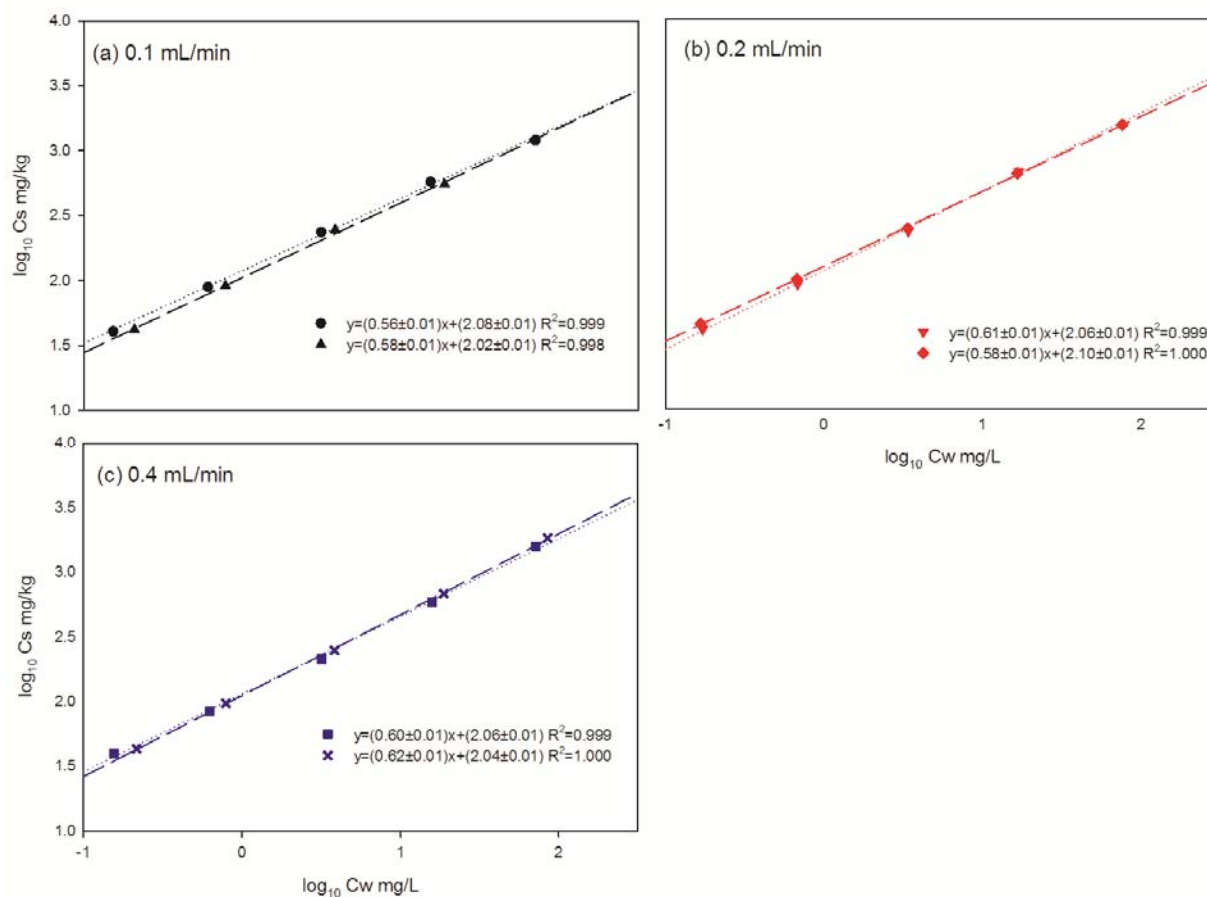 (a) 0.1 mL/min
4.0
3.5
3.0
2.5
2.0
1.5
1.0
log₁₀ Cs mg/kg
y=(0.56±0.01)x+(2.08±0.01) R²=0.999
y=(0.58±0.01)x+(2.02±0.01) R²=0.998
(b) 0.2 mL/min
y=(0.61±0.01)x+(2.06±0.01) R²=0.999
y=(0.58±0.01)x+(2.10±0.01) R²=1.000
-1 0 1 2
log₁₀ Cw mg/L
(c) 0.4 mL/min
4.0
3.5
3.0
2.5
2.0
1.5
1.0
log₁₀ Cs mg/kg
y=(0.60±0.01)x+(2.06±0.01) R²=0.999
y=(0.62±0.01)x+(2.04±0.01) R²=1.000
-1 0 1 2
log₁₀ Cw mg/L